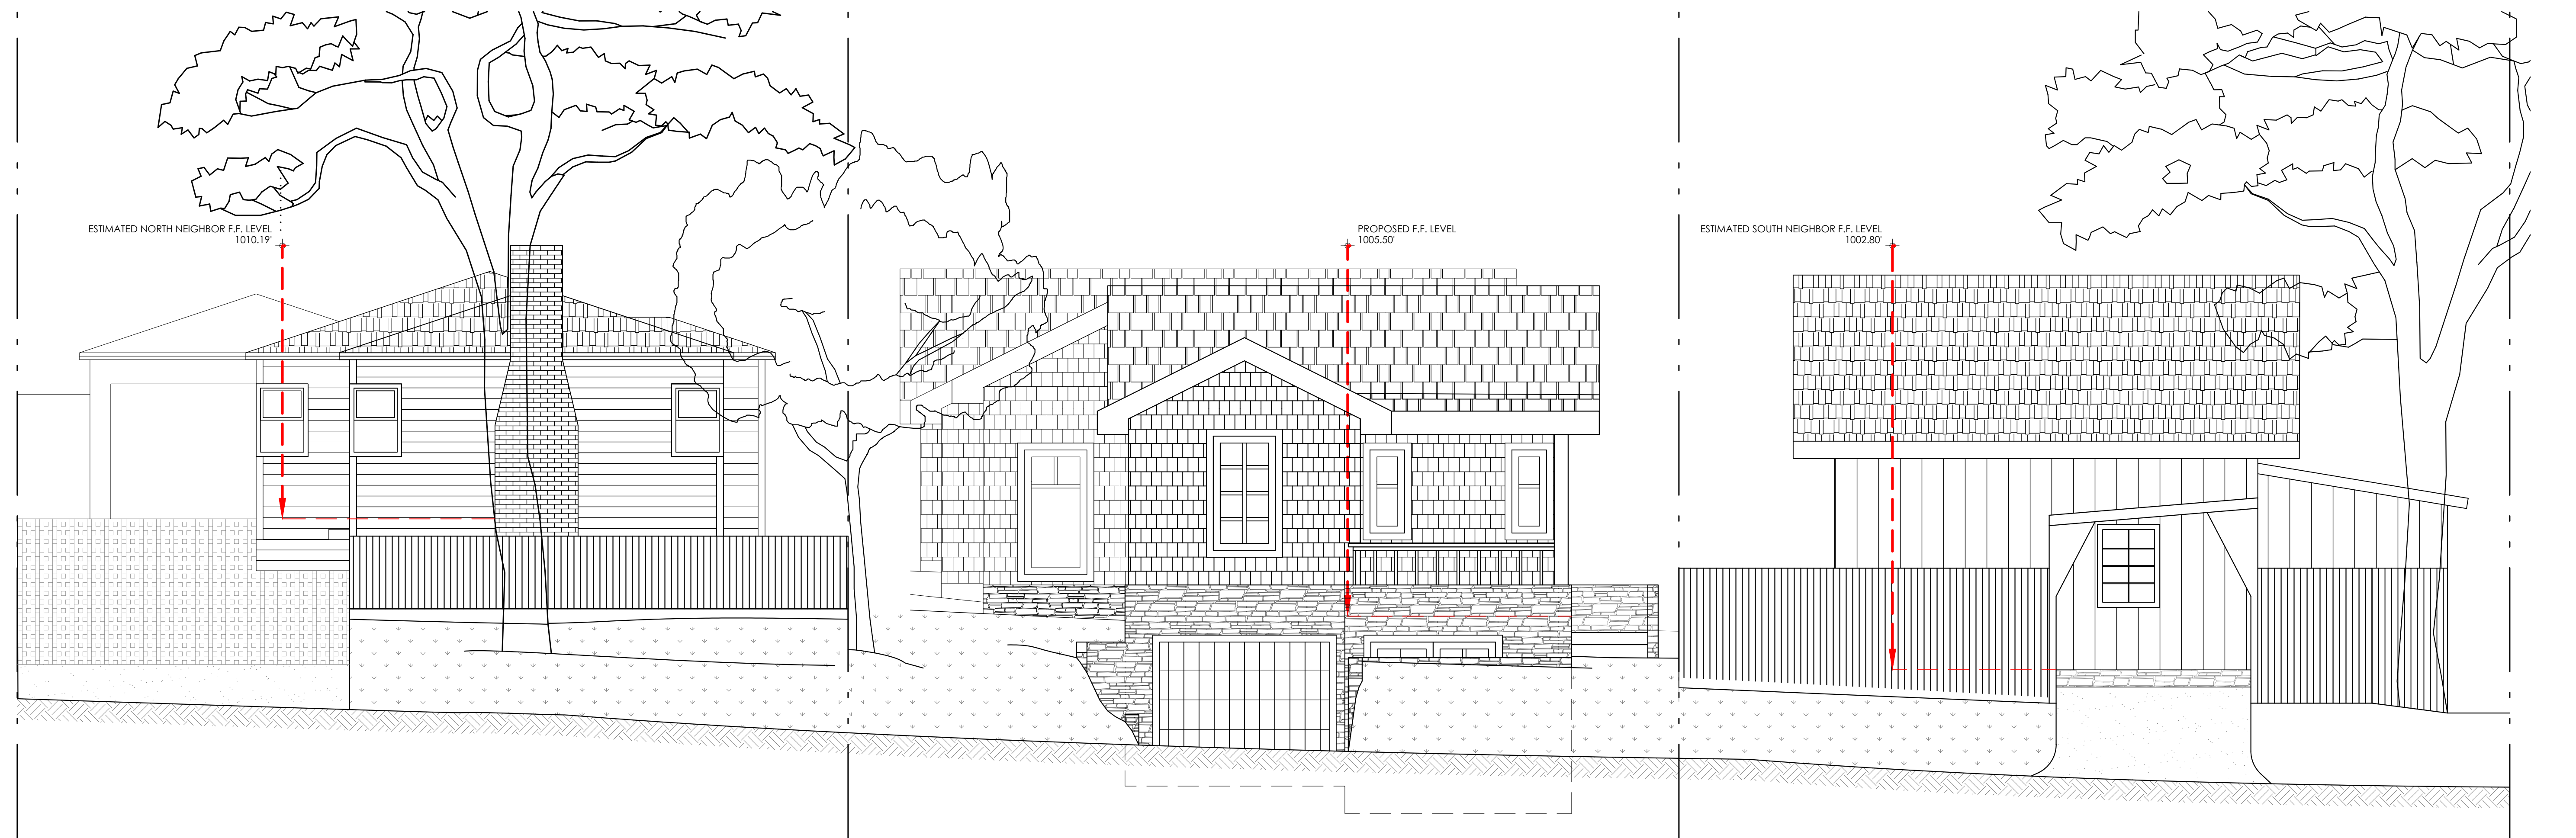 ESTIMATED NORTH NEIGHBOR F.F. LEVEL
1010.19'
PROPOSED F.F. LEVEL
1005.50'
ESTIMATED SOUTH NEIGHBOR F.F. LEVEL
1002.80'